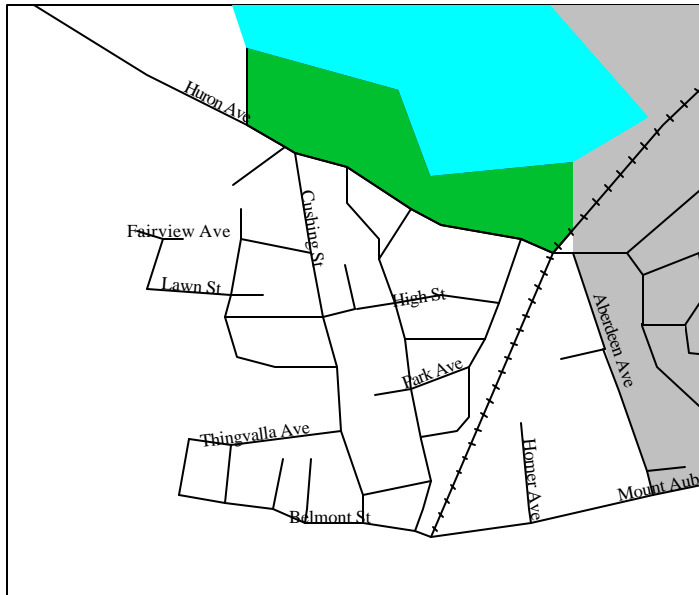 Huron Ave
Cushing St
Fairview Ave
Lawn St
High St
Aberdeen Ave
Park Ave
Thingvalla Ave
Homer Ave
Mount Aub
Belmont St